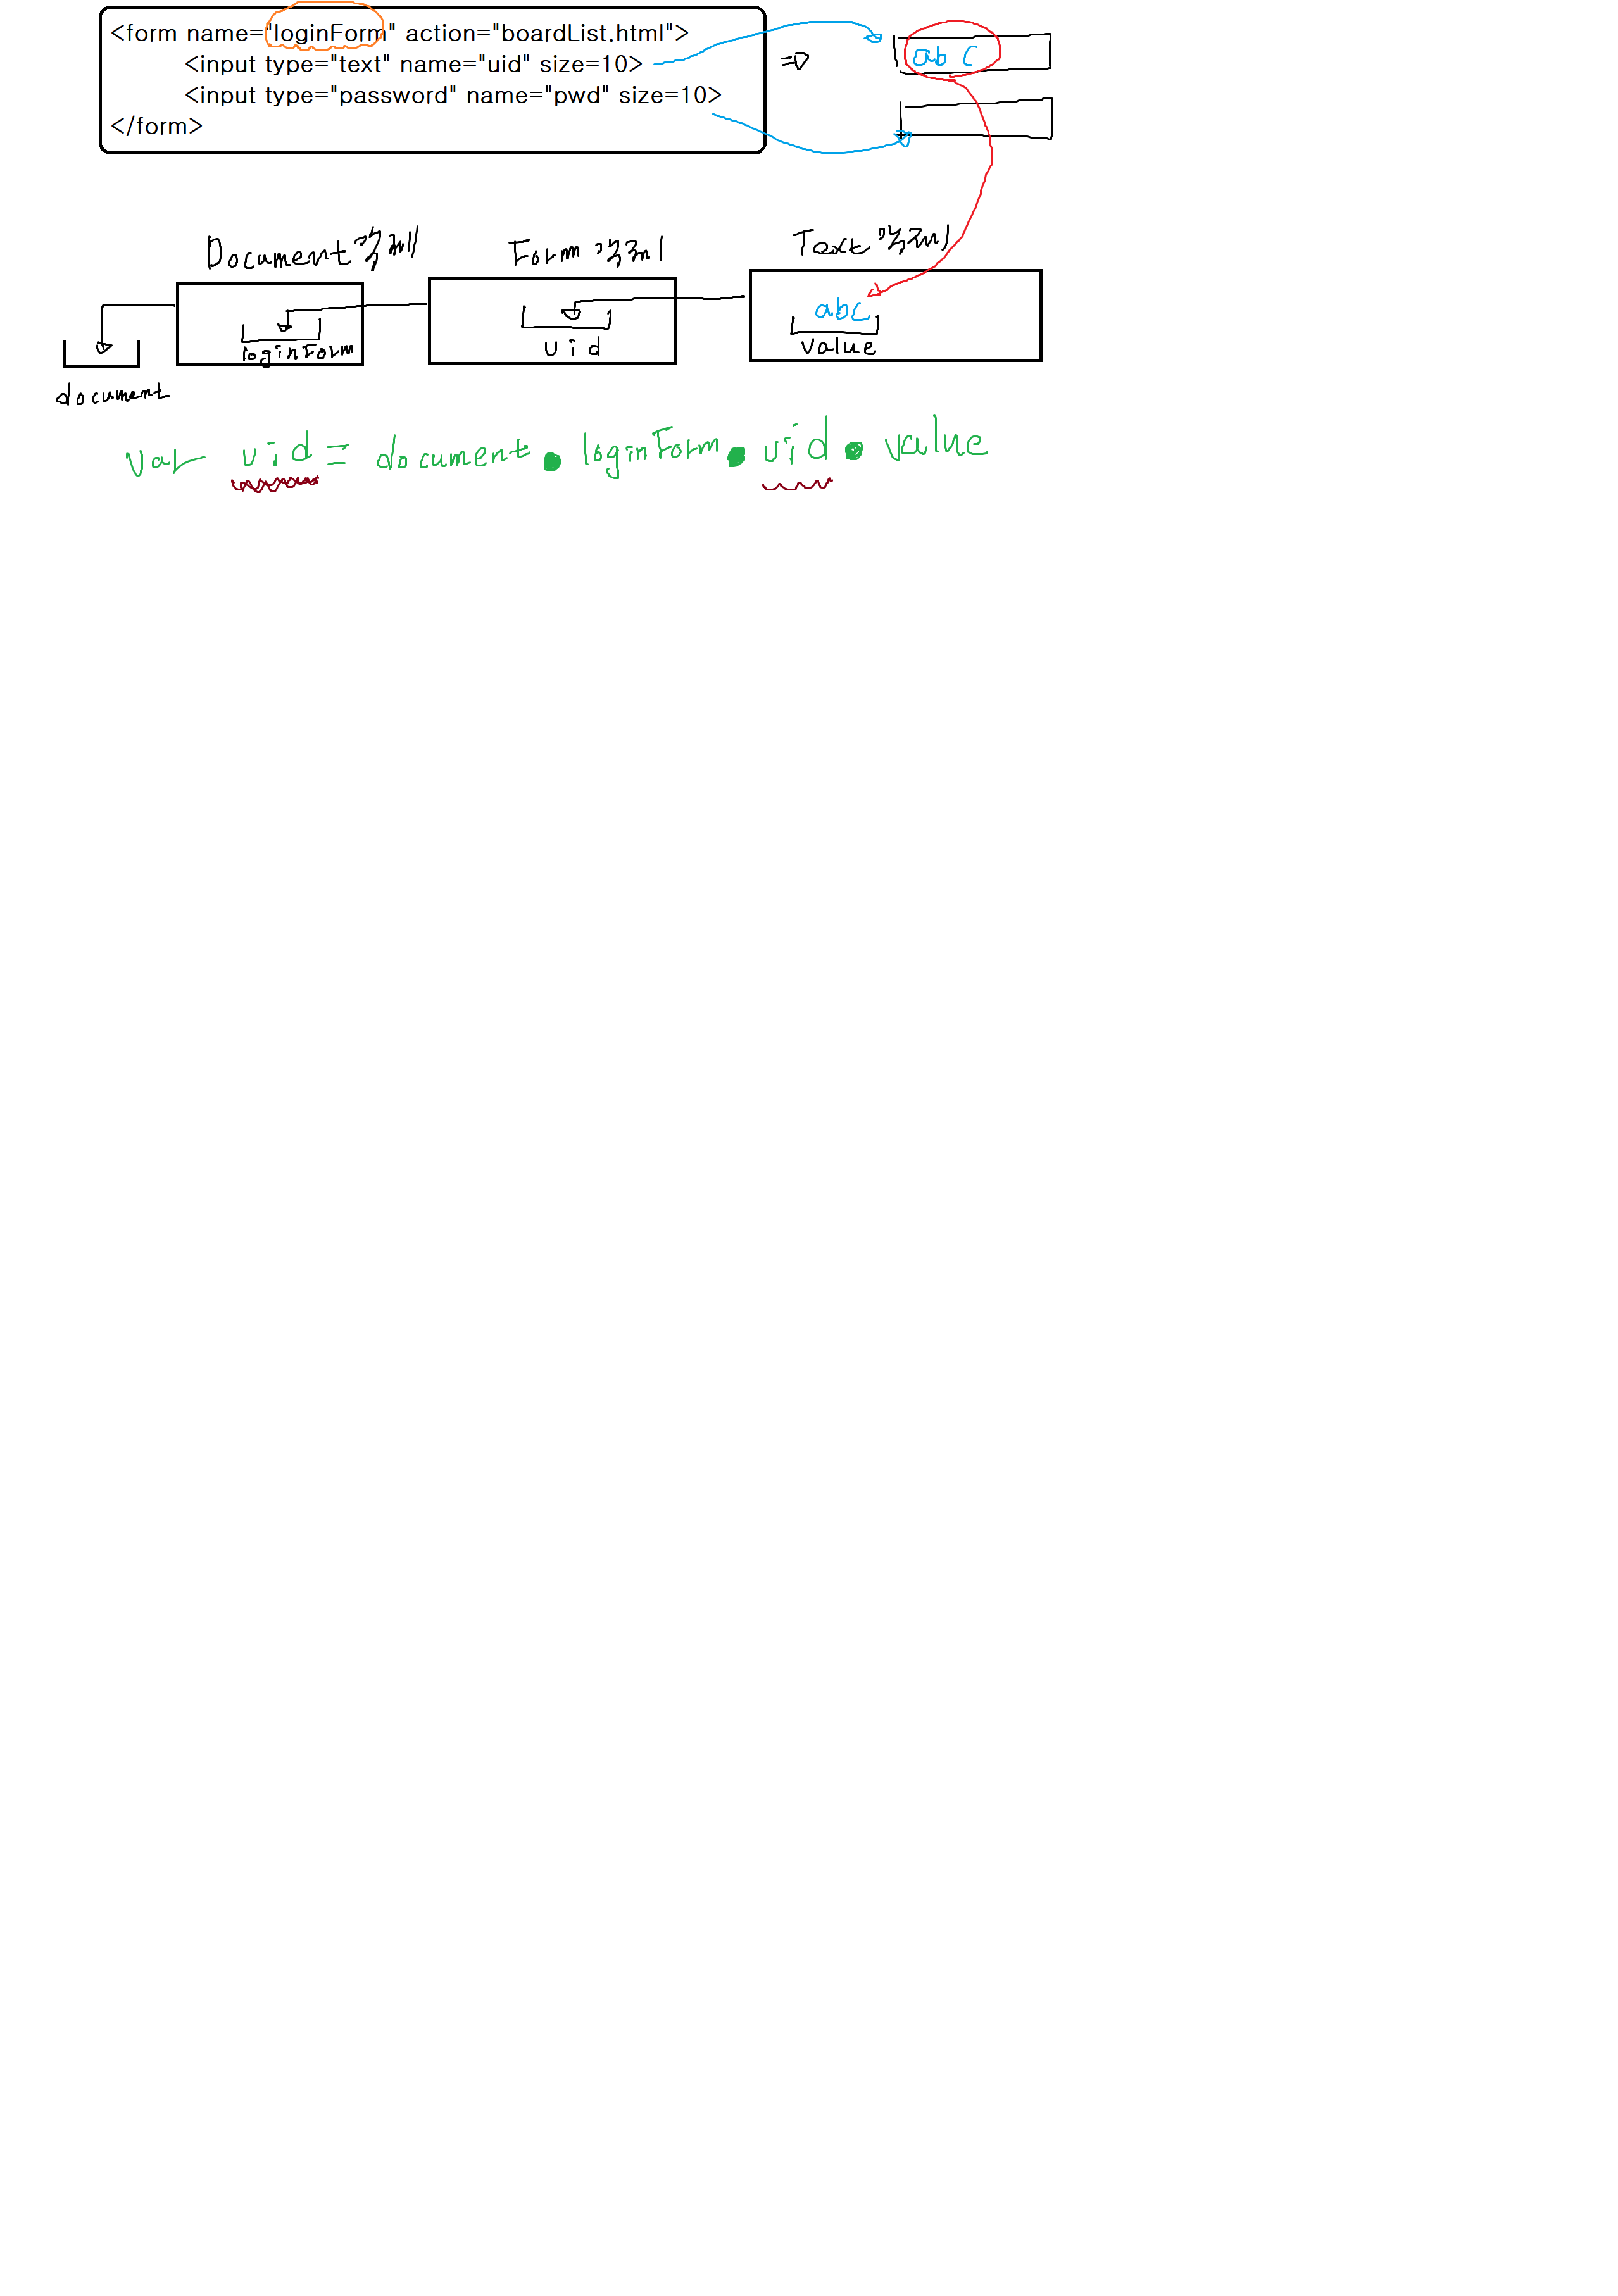 <form name="loginForm" action="boardList.html">
<input type="text" name="uid" size=10>
<input type="password" name="pwd" size=10>
</form>
=>
abc
Document 객체
Form 객체
Text 객체
loginForm
uid
abc
value
document
var uid = document.loginForm.uid.value